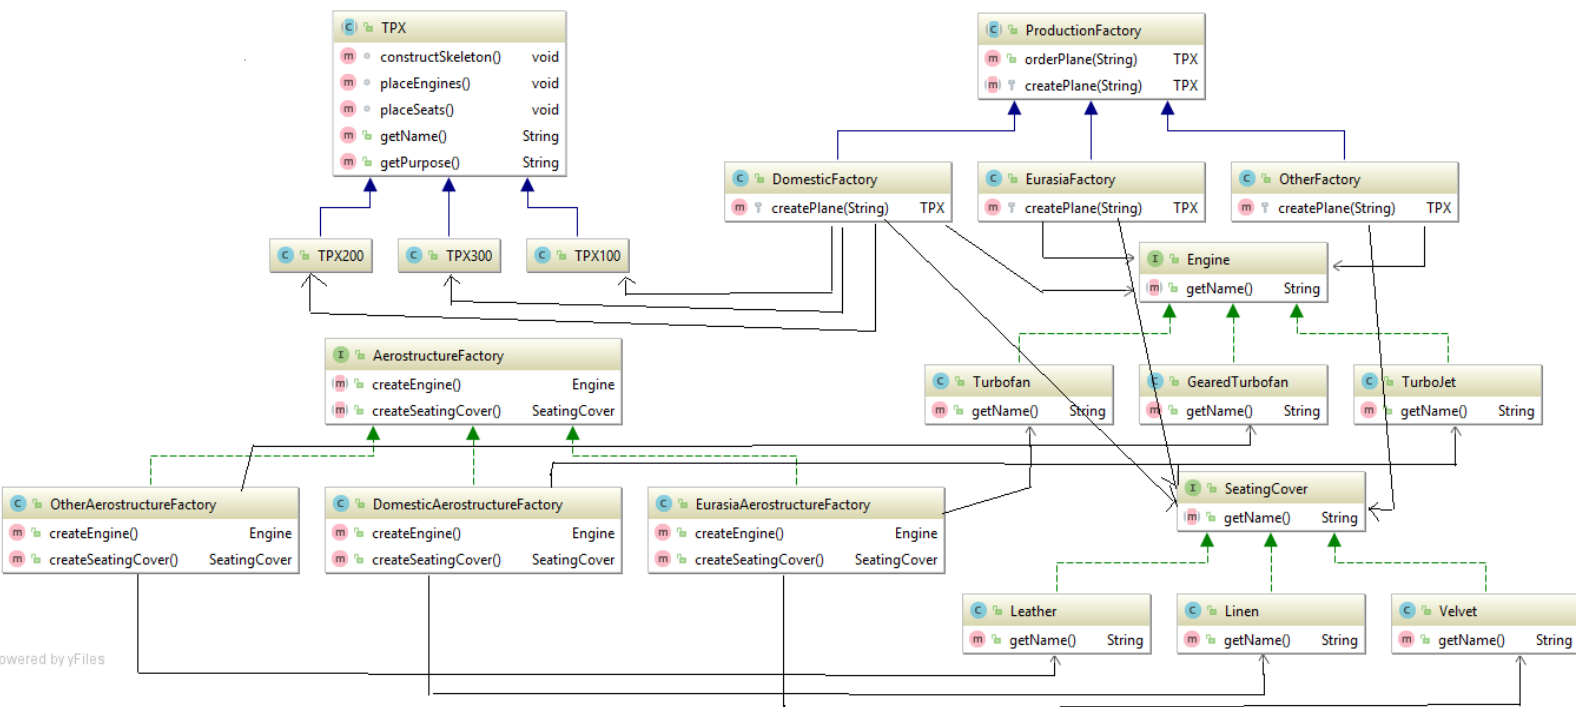 TPX
constructSkeleton() void
placeEngines() void
placeSeats() void
getName() String
getPurpose() String
ProductionFactory
orderPlane(String) TPX
createPlane(String) TPX
DomesticFactory
createPlane(String) TPX
EurasiaFactory
createPlane(String) TPX
OtherFactory
createPlane(String) TPX
TPX200
TPX300
TPX100
Engine
getName() String
AerostructureFactory
createEngine() Engine
createSeatingCover() SeatingCover
Turbofan
getName() String
GearedTurbofan
getName() String
TurboJet
getName() String
OtherAerostructureFactory
createEngine() Engine
createSeatingCover() SeatingCover
DomesticAerostructureFactory
createEngine() Engine
createSeatingCover() SeatingCover
EurasiaAerostructureFactory
createEngine() Engine
createSeatingCover() SeatingCover
SeatingCover
getName() String
Leather
getName() String
Linen
getName() String
Velvet
getName() String
owered by yFiles